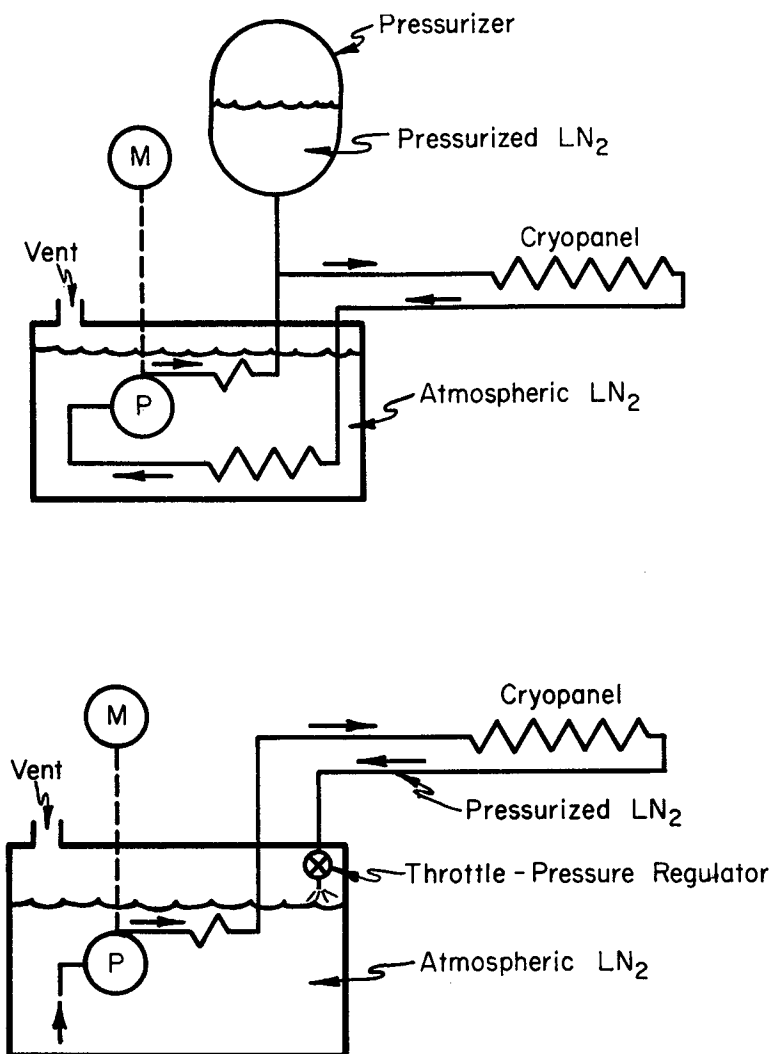 Pressurizer
M
Pressurized LN₂
Vent
Cryopanel
P
Atmospheric LN₂
M
Cryopanel
Vent
Pressurized LN₂
Throttle-Pressure Regulator
P
Atmospheric LN₂